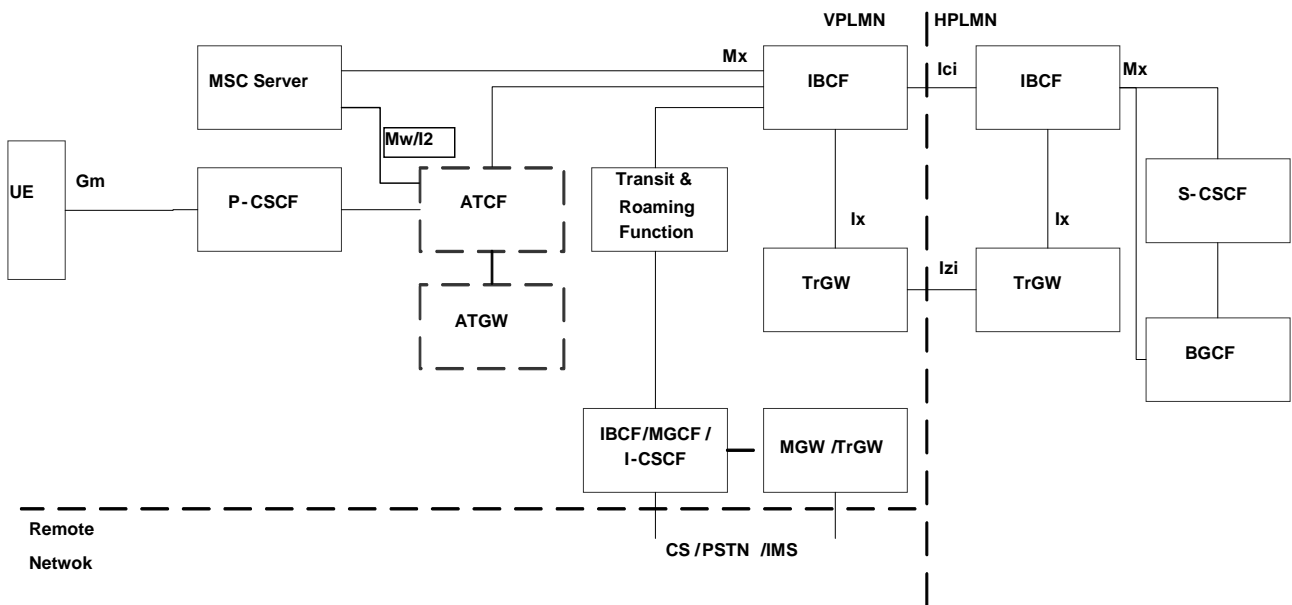 VPLMN
HPLMN
MSC Server
Mx
IBCF
Ici
IBCF
Mx
Mw/I2
UE
Gm
P-CSCF
ATCF
Transit &
Roaming
Function
Ix
Ix
S-CSCF
ATGW
TrGW
Izi
TrGW
BGCF
IBCF/MGCF/
I-CSCF
MGW /TrGW
Remote
Netwok
CS /PSTN /IMS